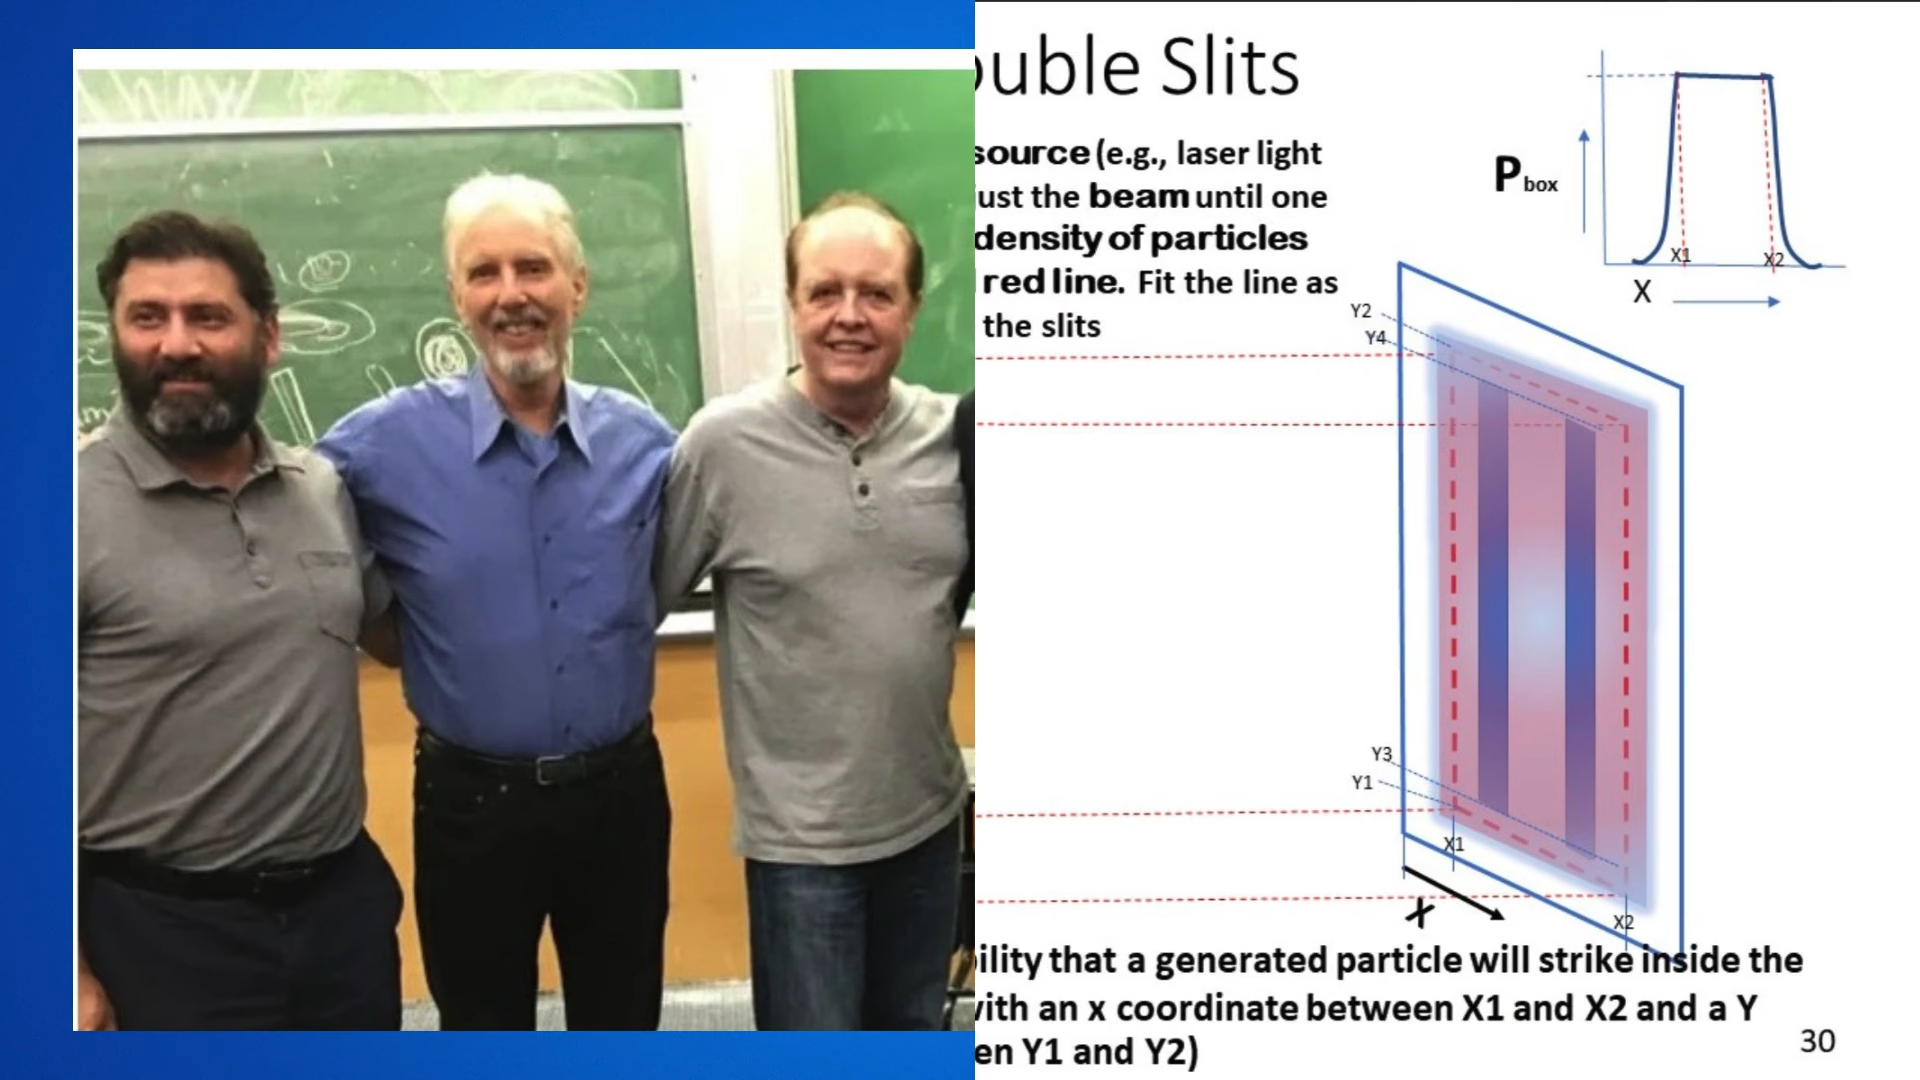 ouble Slits
source (e.g., laser light
just the beam until one
density of particles
red line. Fit the line as
the slits
P box
X1
X2
X
Y2
Y4
Y3
Y1
X1
X
X2
ility that a generated particle will strike inside the
with an x coordinate between X1 and X2 and a Y
en Y1 and Y2)
30